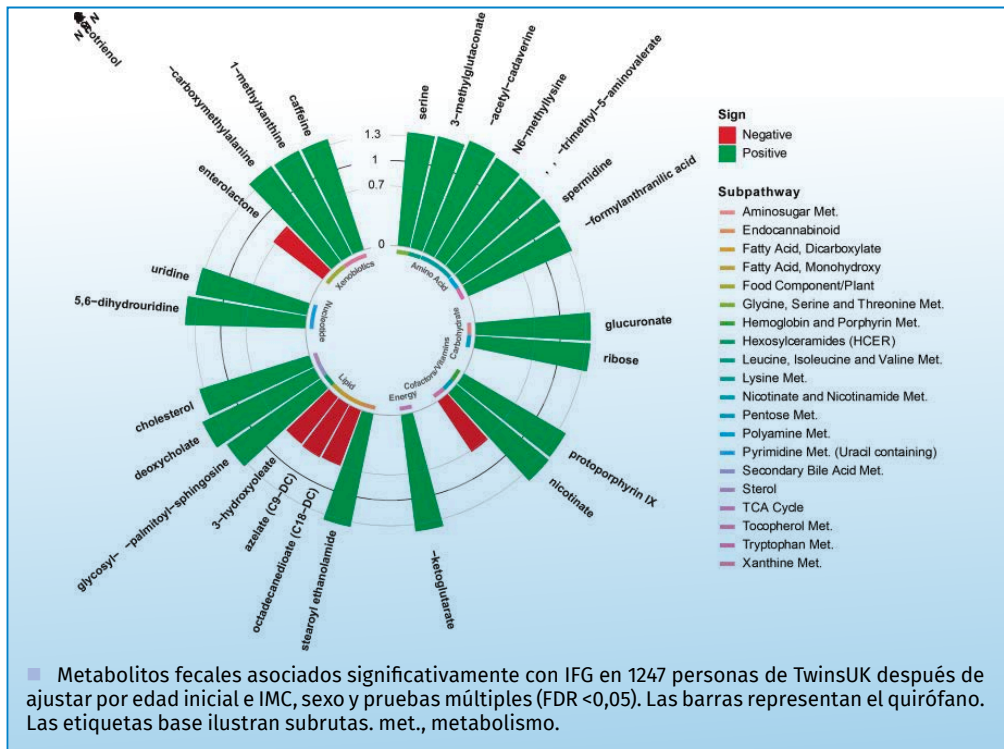 ocotrienol
N
N
-carboxymethylalanine
1-methylxanthine
caffeine
enterolactone
serine
3-methylglutaconate
-acetyl-cadaverine
N6-methyllysine
, , -trimethyl-5-aminovalerate
spermidine
-formylanthranilic acid
1.3
1
0.7
0
uridine
5,6-dihydrouridine
glucuronate
ribose
cholesterol
deoxycholate
glycosyl- -palmitoyl-sphingosine
3-hydroxyoleate
azelate (C9-DC)
octadecanedioate (C18-DC)
stearoyl ethanolamide
-ketoglutarate
nicotinate
protoporphyrin IX
Xenobiotics
Amino Acid
Nucleotide
Carbohydrate
Cofactors/Vitamins
Energy
Lipid
Sign
Negative
Positive
Subpathway
Aminosugar Met.
Endocannabinoid
Fatty Acid, Dicarboxylate
Fatty Acid, Monohydroxy
Food Component/Plant
Glycine, Serine and Threonine Met.
Hemoglobin and Porphyrin Met.
Hexosylceramides (HCER)
Leucine, Isoleucine and Valine Met.
Lysine Met.
Nicotinate and Nicotinamide Met.
Pentose Met.
Polyamine Met.
Pyrimidine Met. (Uracil containing)
Secondary Bile Acid Met.
Sterol
TCA Cycle
Tocopherol Met.
Tryptophan Met.
Xanthine Met.
Metabolitos fecales asociados significativamente con IFG en 1247 personas de TwinsUK después de
ajustar por edad inicial e IMC, sexo y pruebas múltiples (FDR <0,05). Las barras representan el quirófano.
Las etiquetas base ilustran subrutas. met., metabolismo.